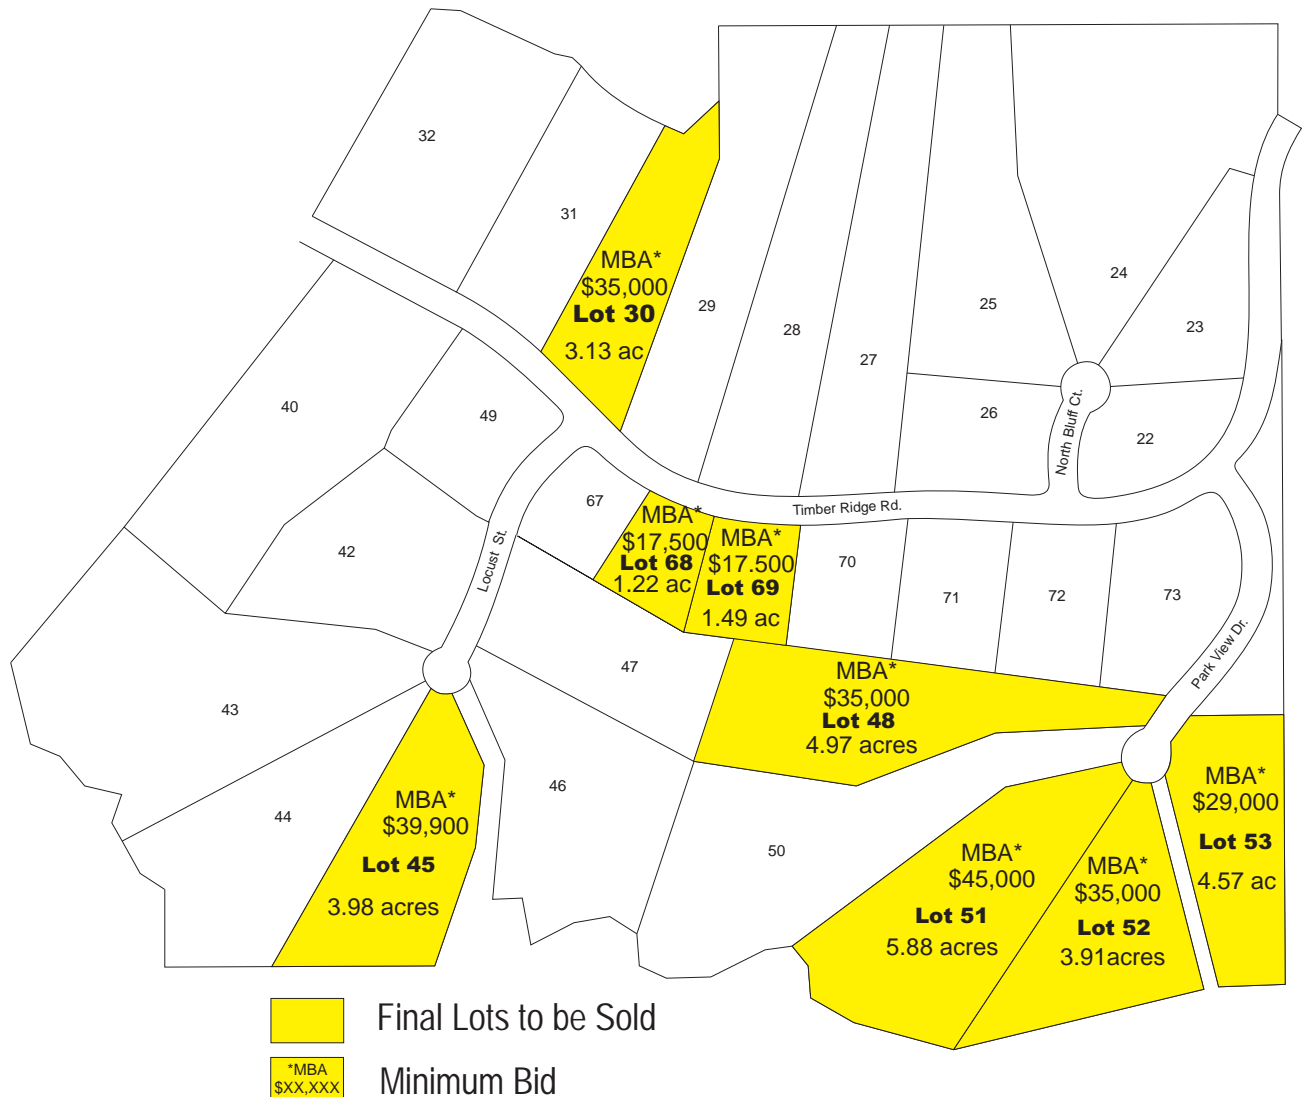 32
31
MBA*
$35,000
Lot 30
3.13 ac
29
28
27
25
24
23
26
22
North Bluff Ct.
40
49
42
67
Locust St.
Timber Ridge Rd.
MBA*
$17,500
Lot 68
1.22 ac
MBA*
$17.500
Lot 69
1.49 ac
70
71
72
73
Park View Dr.
43
44
47
46
50
MBA*
$35,000
Lot 48
4.97 acres
MBA*
$39,900
Lot 45
3.98 acres
MBA*
$45,000
Lot 51
5.88 acres
MBA*
$35,000
Lot 52
3.91acres
MBA*
$29,000
Lot 53
4.57 ac
Final Lots to be Sold
*MBA
$XX,XXX
Minimum Bid